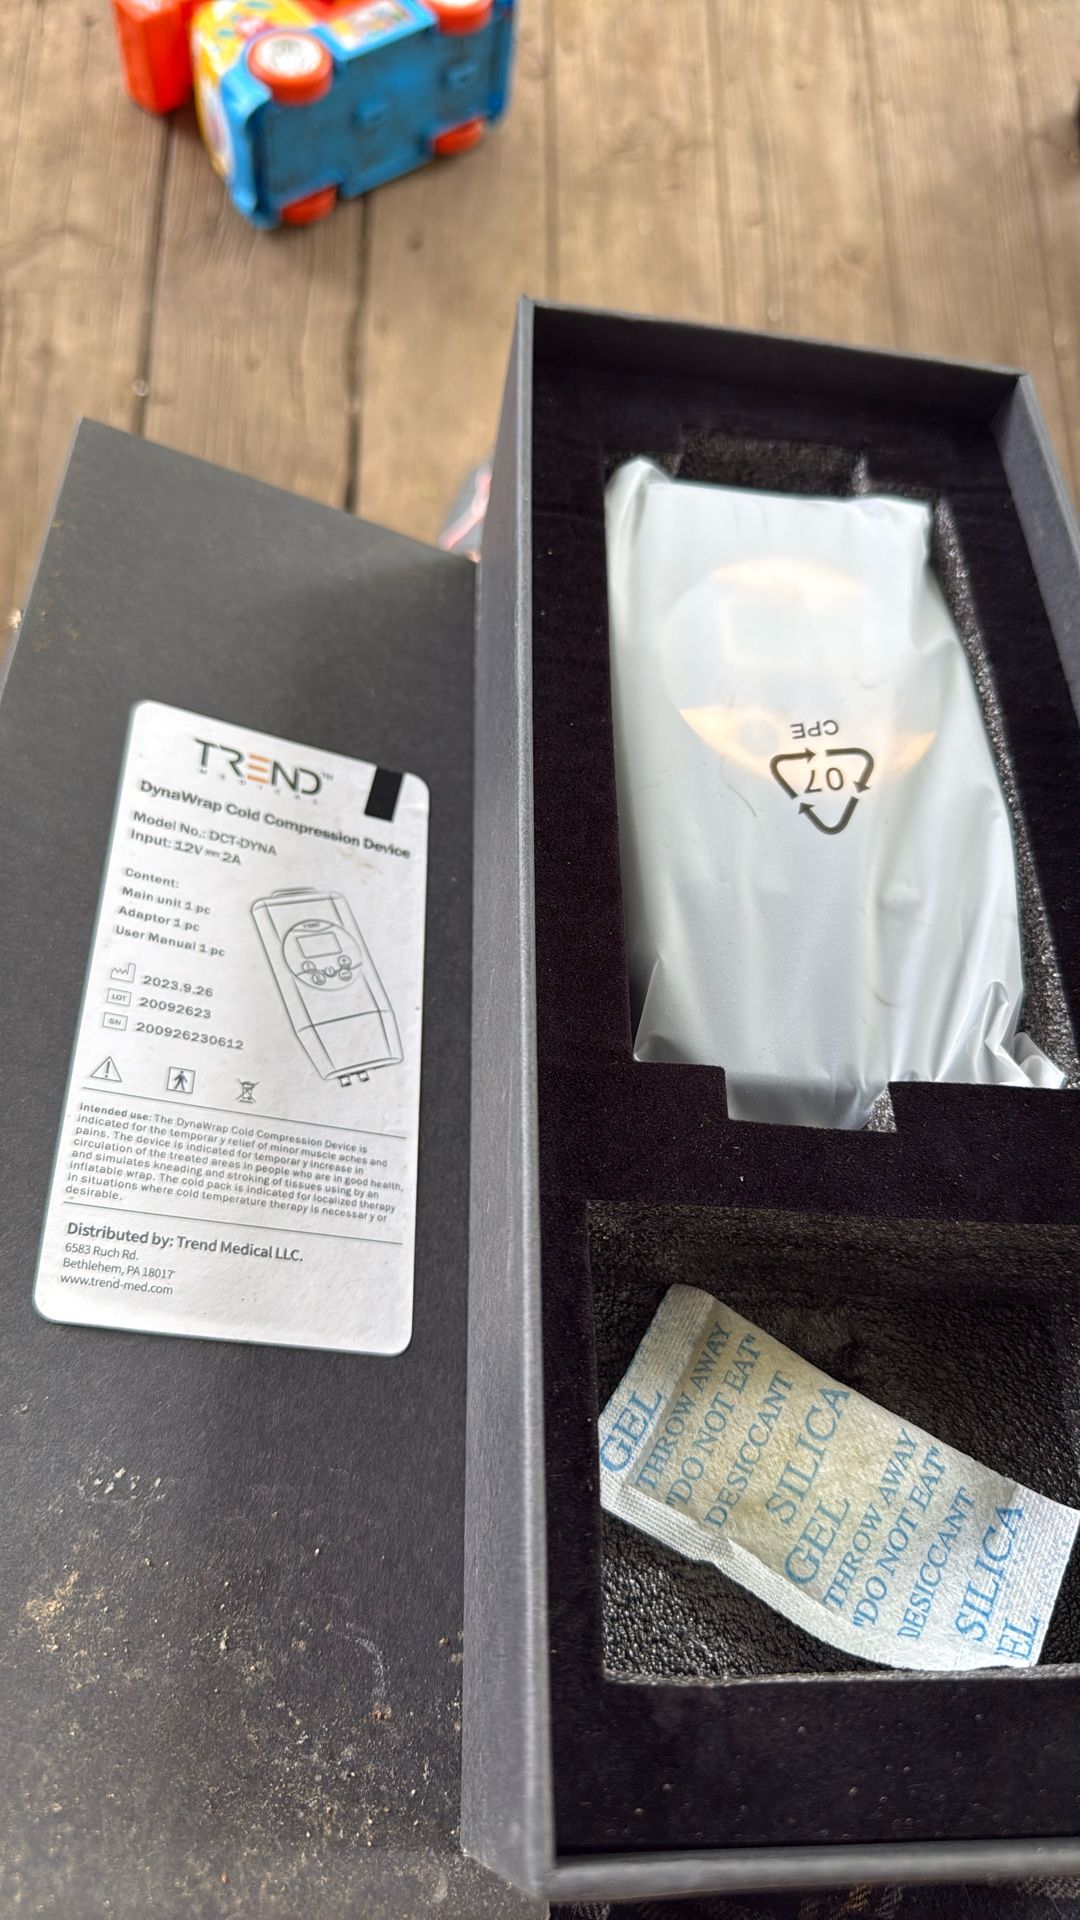 TREND™
MEDICAL
DynaWrap Cold Compression Device
Model No.: DCT-DYNA
Input: 12V⎓2A
Content:
Main unit 1 pc
Adaptor 1 pc
User Manual 1 pc
2023.9.26
LOT 20092623
SN 200926230612
Intended use: The DynaWrap Cold Compression Device is
indicated for the temporary relief of minor muscle aches and
pains. The device is indicated for temporary increase in
circulation of the treated areas in people who are in good health,
and simulates kneading and stroking of tissues using by an
inflatable wrap. The cold pack is indicated for localized therapy
in situations where cold temperature therapy is necessary or
desirable.
Distributed by: Trend Medical LLC.
6583 Ruch Rd.
Bethlehem, PA 18017
www.trend-med.com
CPE
07
GEL
THROW AWAY
"DO NOT EAT"
DESICCANT
SILICA
GEL
THROW AWAY
"DO NOT EAT"
DESICCANT
SILICA
EL